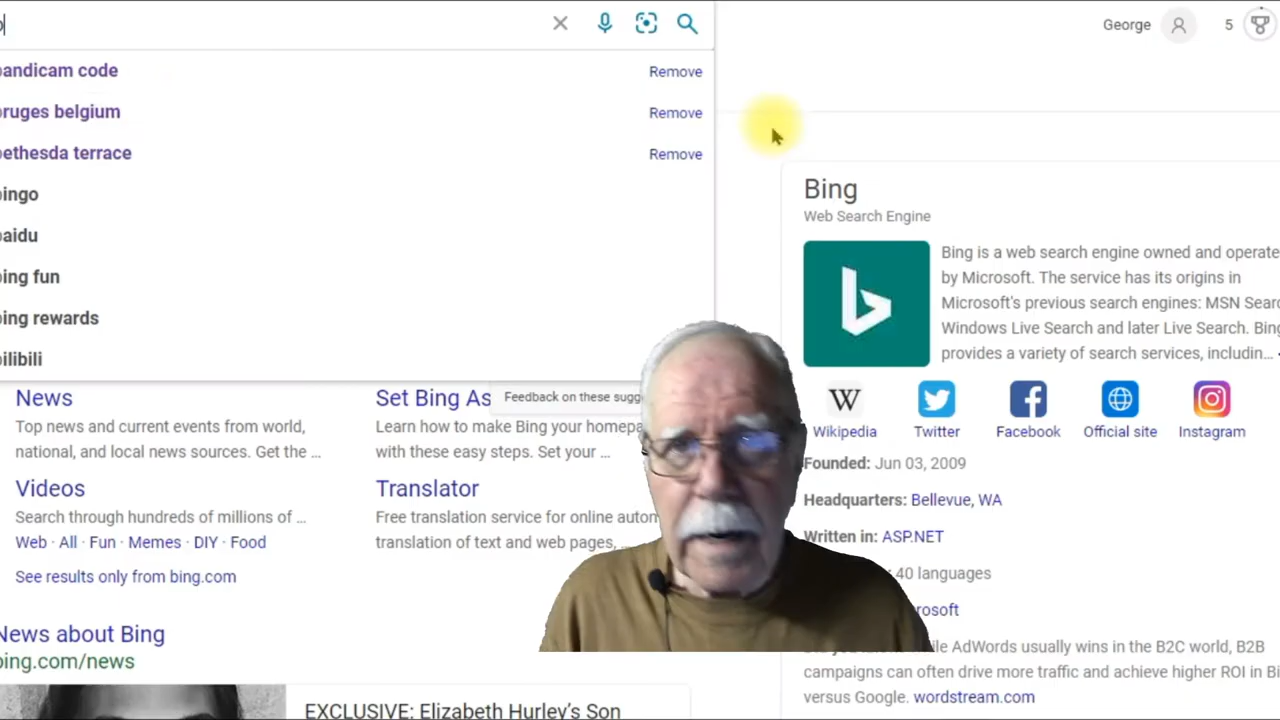 George
5
andicam code
Remove
ruges belgium
Remove
ethesda terrace
Remove
ingo
aidu
ing fun
ing rewards
ilibili
Feedback on these sugg
News
Top news and current events from world,
national, and local news sources. Get the ...
Set Bing As
Learn how to make Bing your homepa
with these easy steps. Set your ...
Videos
Search through hundreds of millions of ...
Web · All · Fun · Memes · DIY · Food
Translator
Free translation service for online autom
translation of text and web pages, ...
See results only from bing.com
News about Bing
bing.com/news
EXCLUSIVE: Elizabeth Hurley's Son
Bing
Web Search Engine
Bing is a web search engine owned and operate
by Microsoft. The service has its origins in
Microsoft's previous search engines: MSN Searc
Windows Live Search and later Live Search. Bing
provides a variety of search services, includin...
W
Wikipedia
Twitter
Facebook
Official site
Instagram
Founded: Jun 03, 2009
Headquarters: Bellevue, WA
Written in: ASP.NET
40 languages
rosoft
ile AdWords usually wins in the B2C world, B2B
campaigns can often drive more traffic and achieve higher ROI in Bi
versus Google. wordstream.com